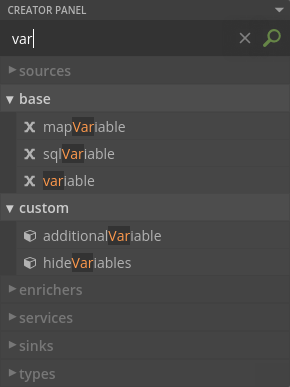 CREATOR PANEL
var
sources
base
mapVariable
sqlVariable
variable
custom
additionalVariable
hideVariables
enrichers
services
sinks
types